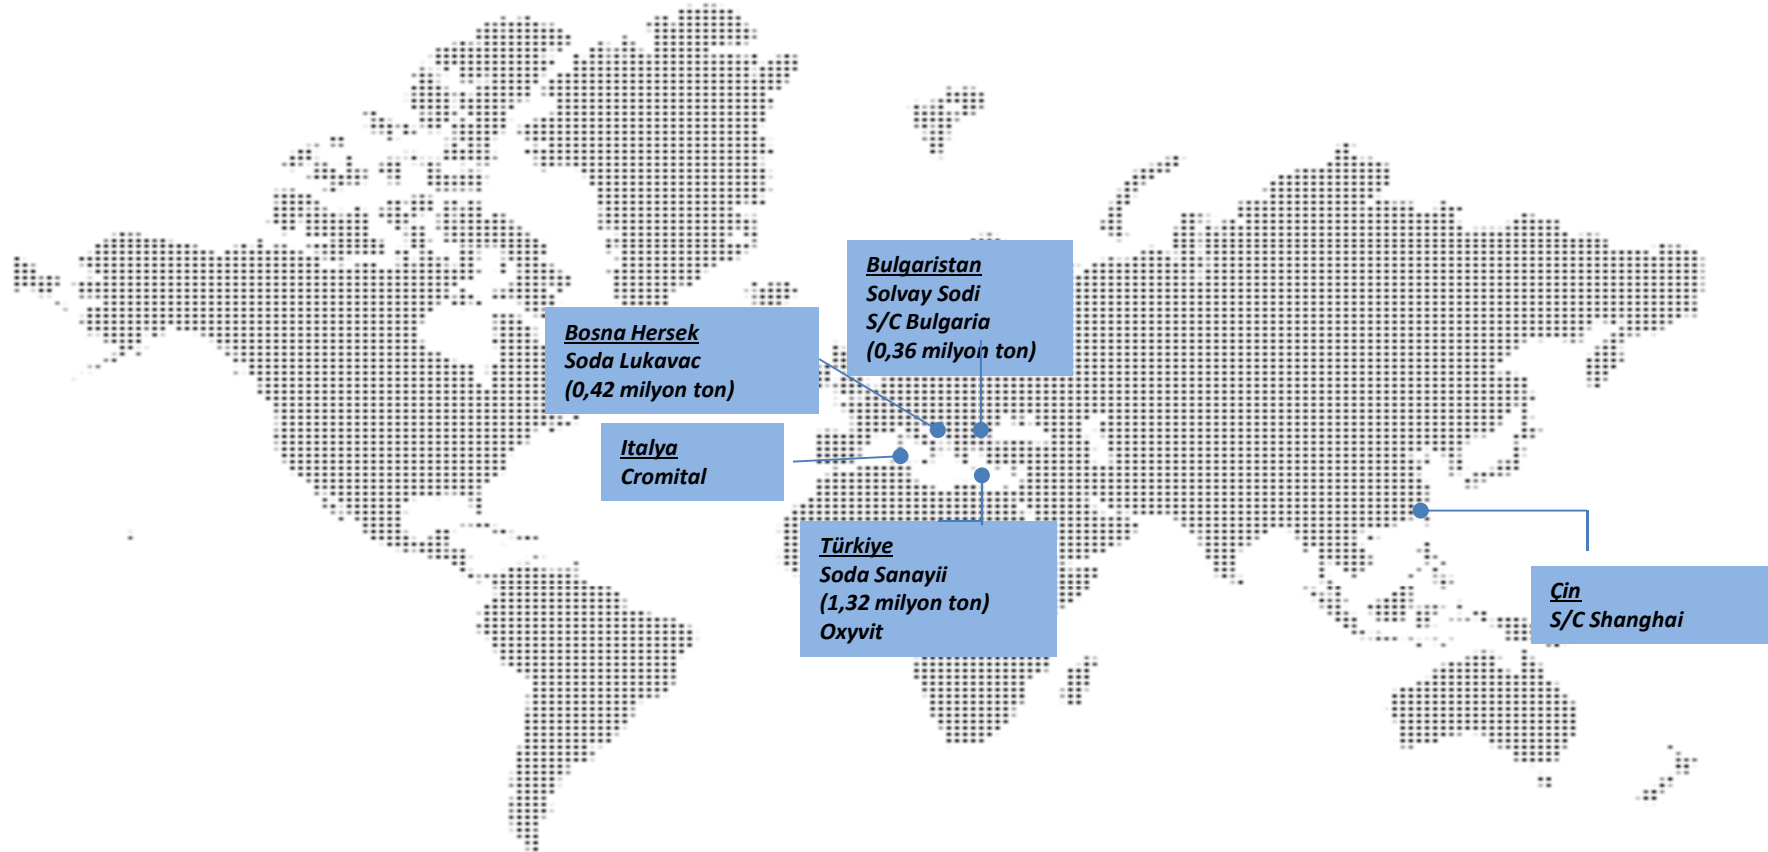 Bulgaristan
Solvay Sodi
S/C Bulgaria
(0,36 milyon ton)
Bosna Hersek
Soda Lukavac
(0,42 milyon ton)
Italya
Cromital
Türkiye
Soda Sanayii
(1,32 milyon ton)
Oxyvit
Çin
S/C Shanghai